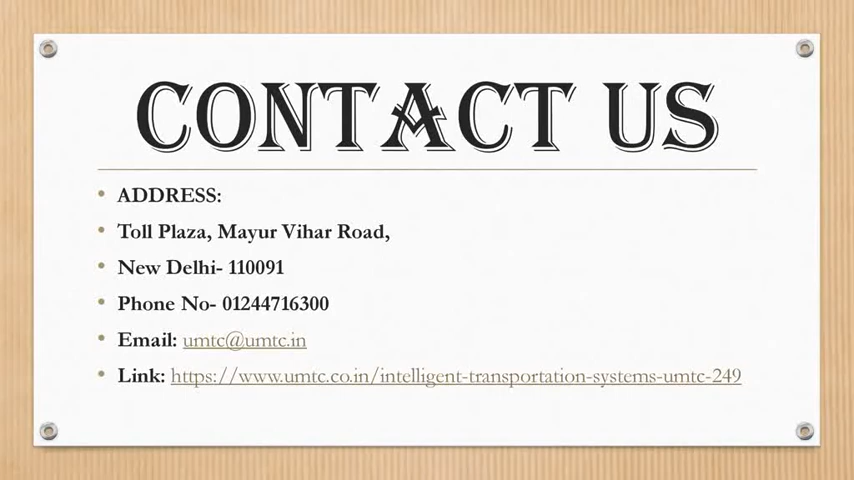 CONTACT US
• ADDRESS:
• Toll Plaza, Mayur Vihar Road,
• New Delhi- 110091
• Phone No- 01244716300
• Email: umtc@umtc.in
• Link: https://www.umtc.co.in/intelligent-transportation-systems-umtc-249